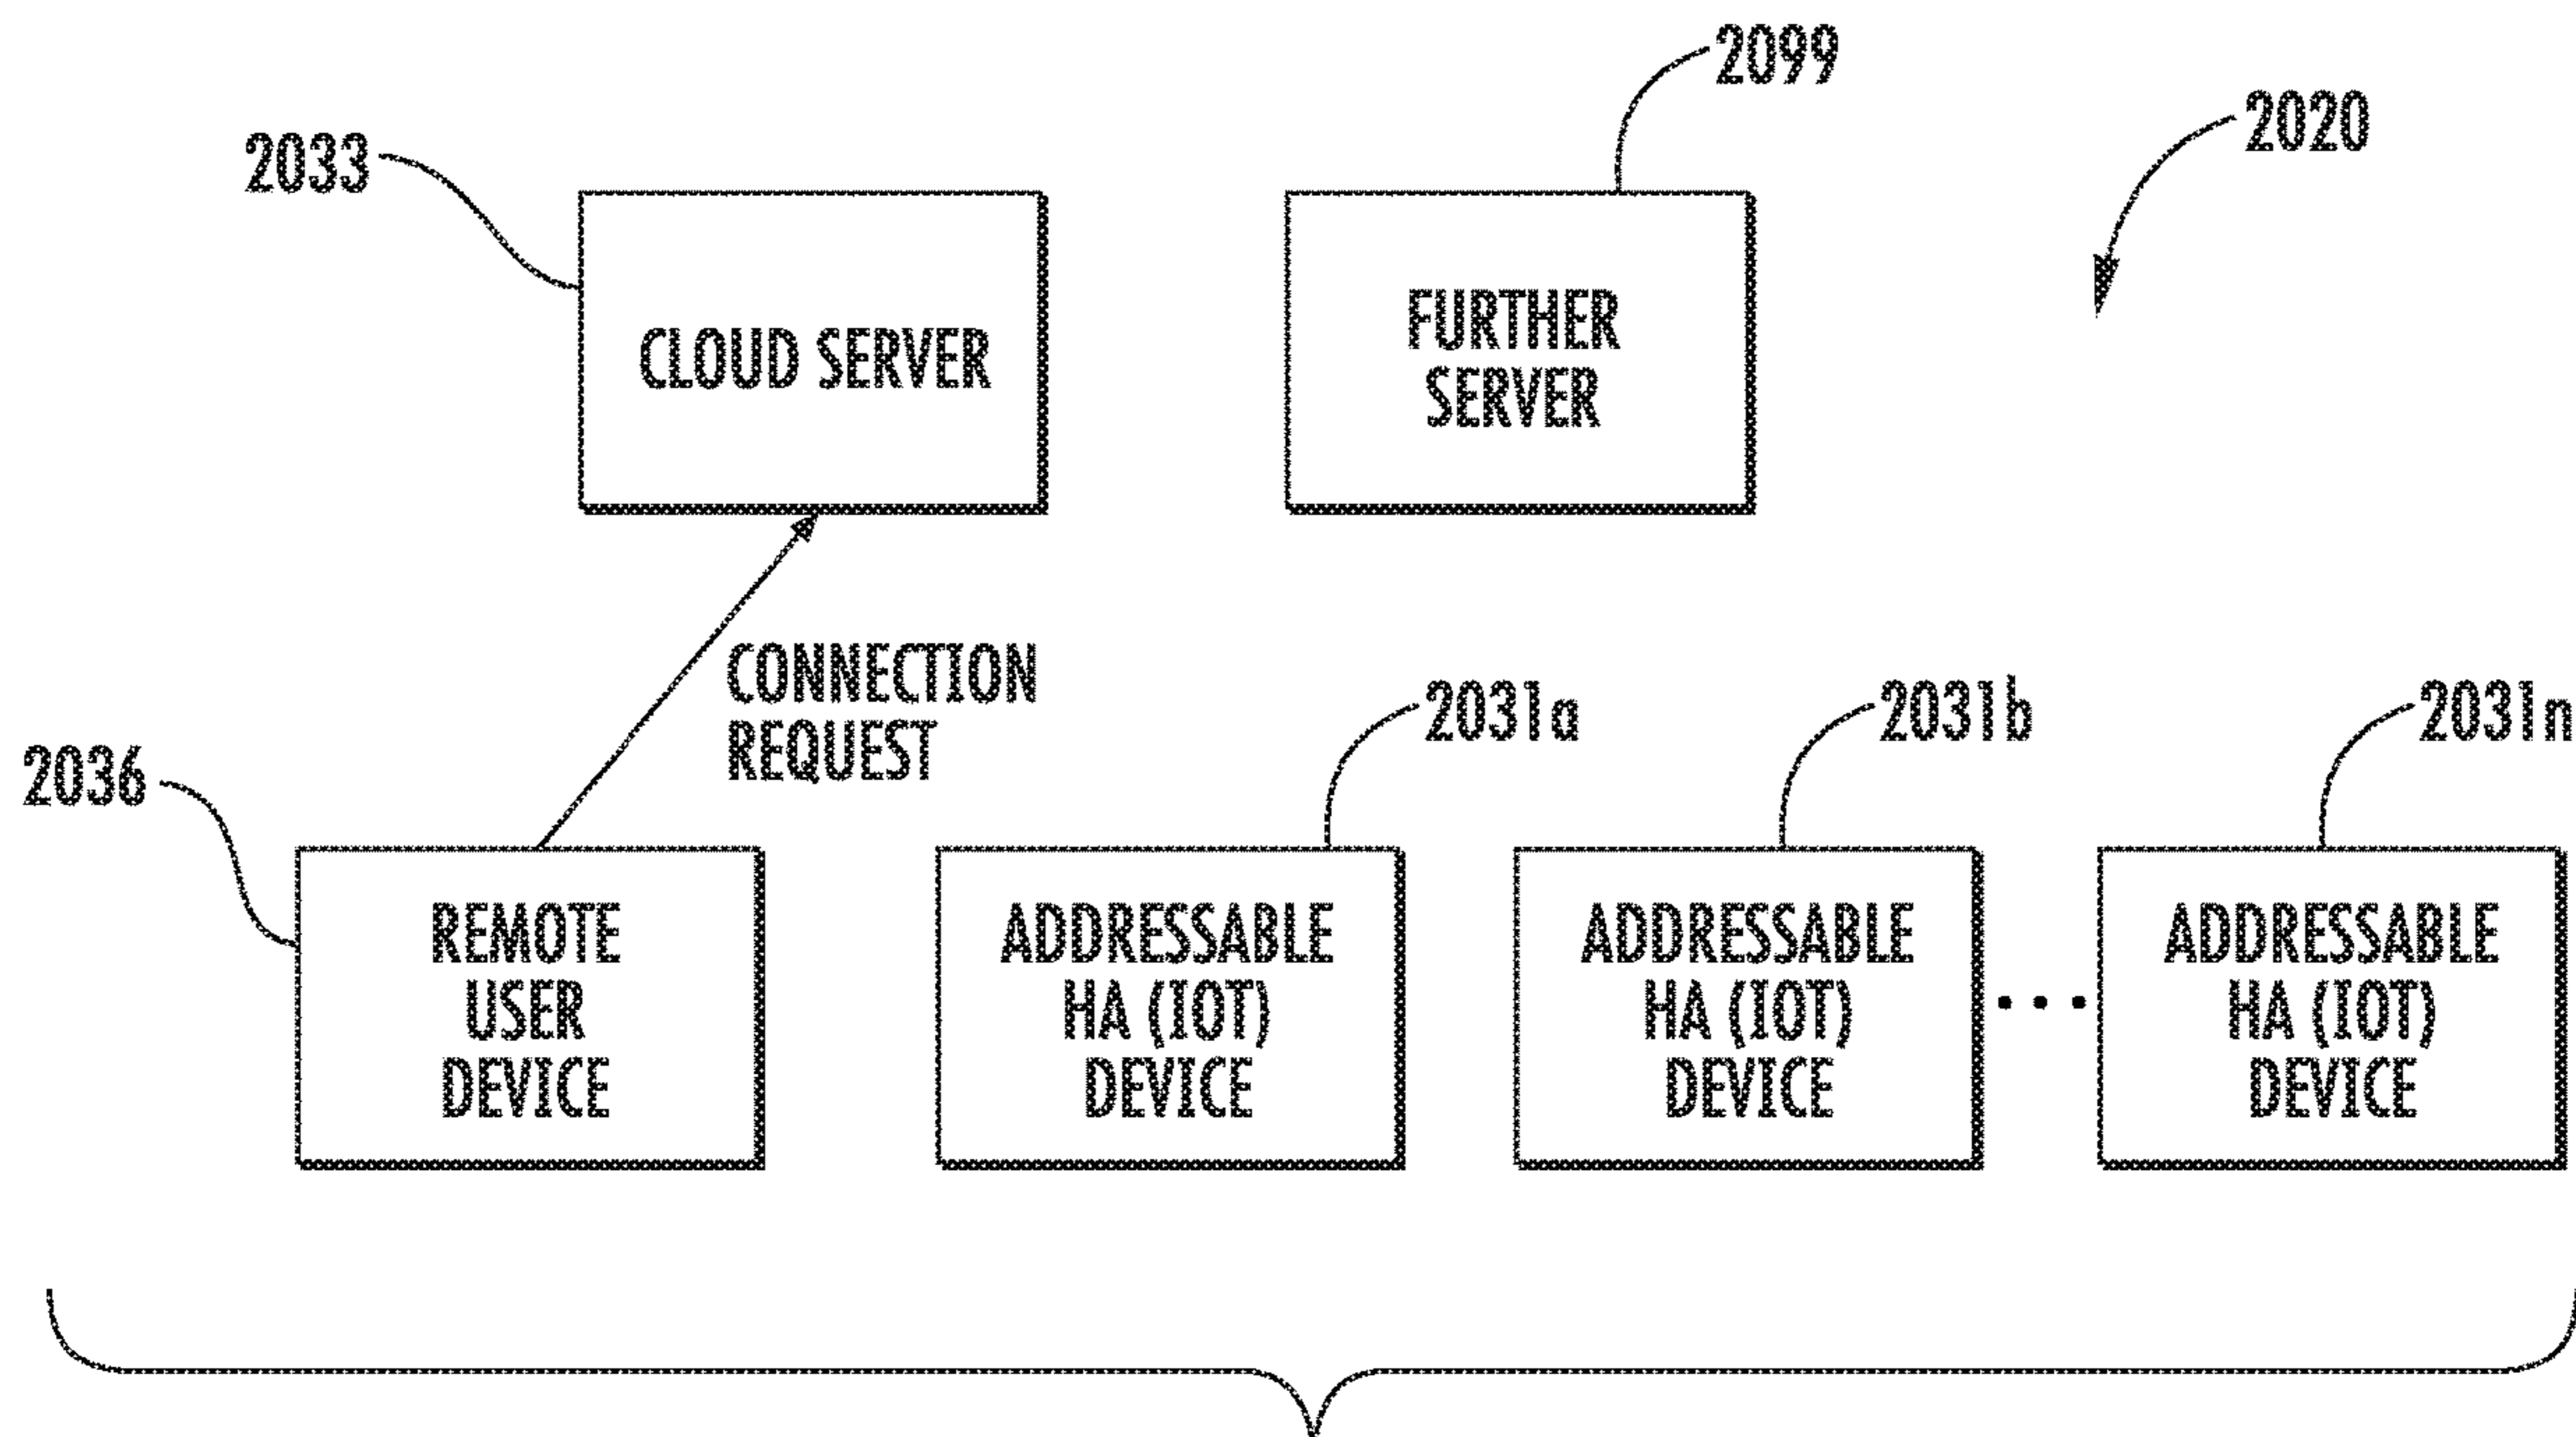 2099
2020
2033
CLOUD SERVER
FURTHER
SERVER
CONNECTION
REQUEST
2031a
2031b
2031n
2036
REMOTE
USER
DEVICE
ADDRESSABLE
HA (IOT)
DEVICE
ADDRESSABLE
HA (IOT)
DEVICE
ADDRESSABLE
HA (IOT)
DEVICE